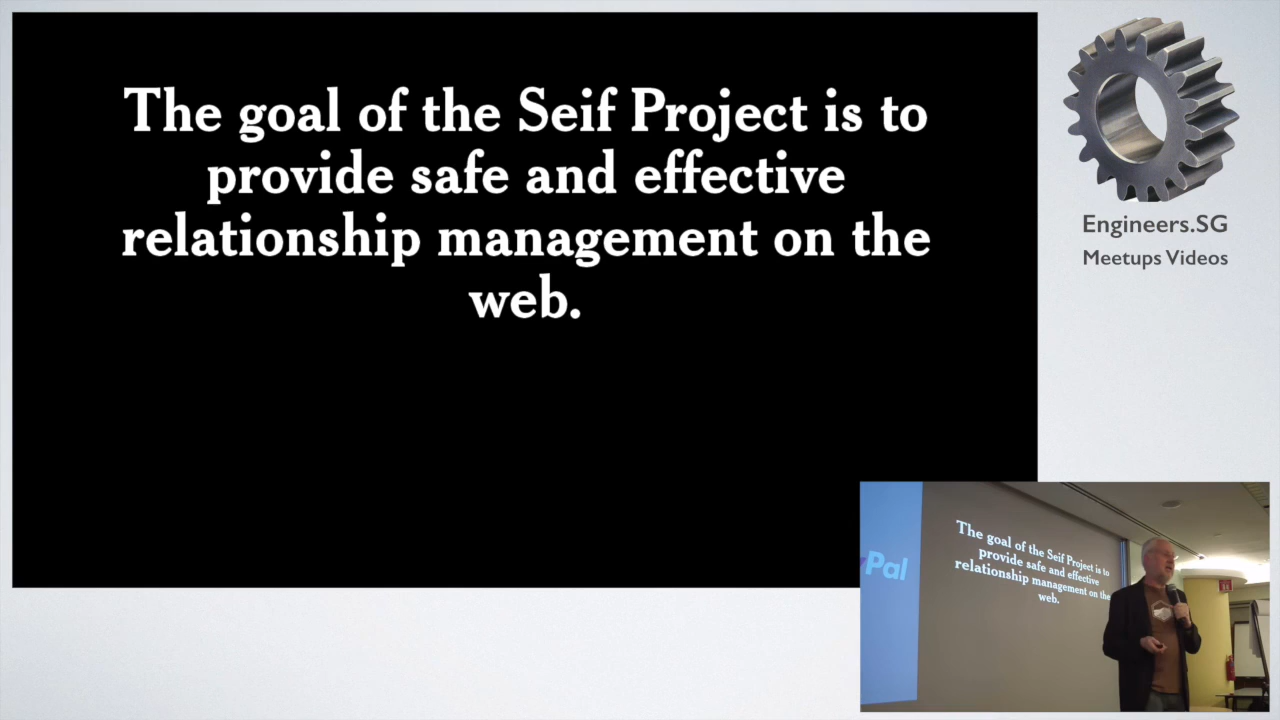 The goal of the Seif Project is to
provide safe and effective
relationship management on the
web.
Engineers.SG
Meetups Videos
Pal
The goal of the Seif Project is to
provide safe and effective
relationship management on the
web.